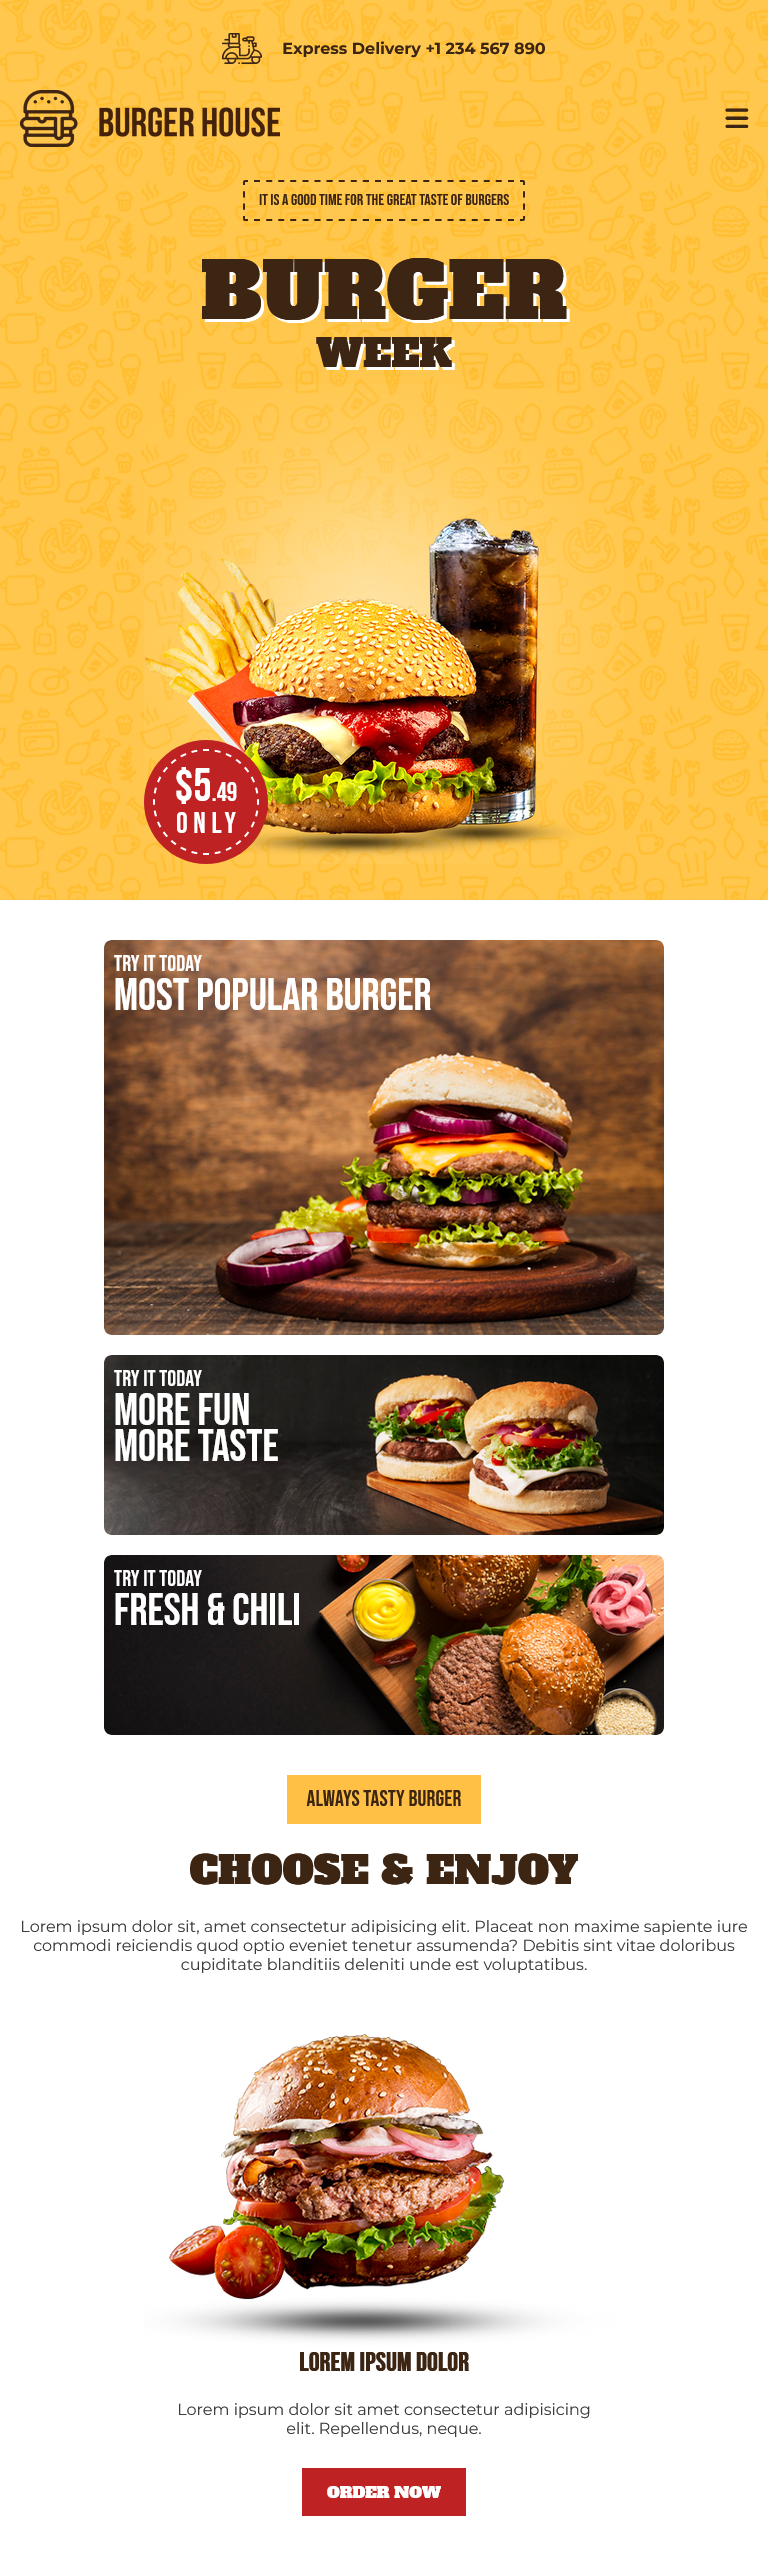 Express Delivery +1 234 567 890
BURGER HOUSE
IT IS A GOOD TIME FOR THE GREAT TASTE OF BURGERS
BURGER
WEEK
$5.49
ONLY
TRY IT TODAY
MOST POPULAR BURGER
TRY IT TODAY
MORE FUN
MORE TASTE
TRY IT TODAY
FRESH & CHILI
ALWAYS TASTY BURGER
CHOOSE & ENJOY
Lorem ipsum dolor sit, amet consectetur adipisicing elit. Placeat non maxime sapiente iure
commodi reiciendis quod optio eveniet tenetur assumenda? Debitis sint vitae doloribus
cupiditate blanditiis deleniti unde est voluptatibus.
LOREM IPSUM DOLOR
Lorem ipsum dolor sit amet consectetur adipisicing
elit. Repellendus, neque.
ORDER NOW